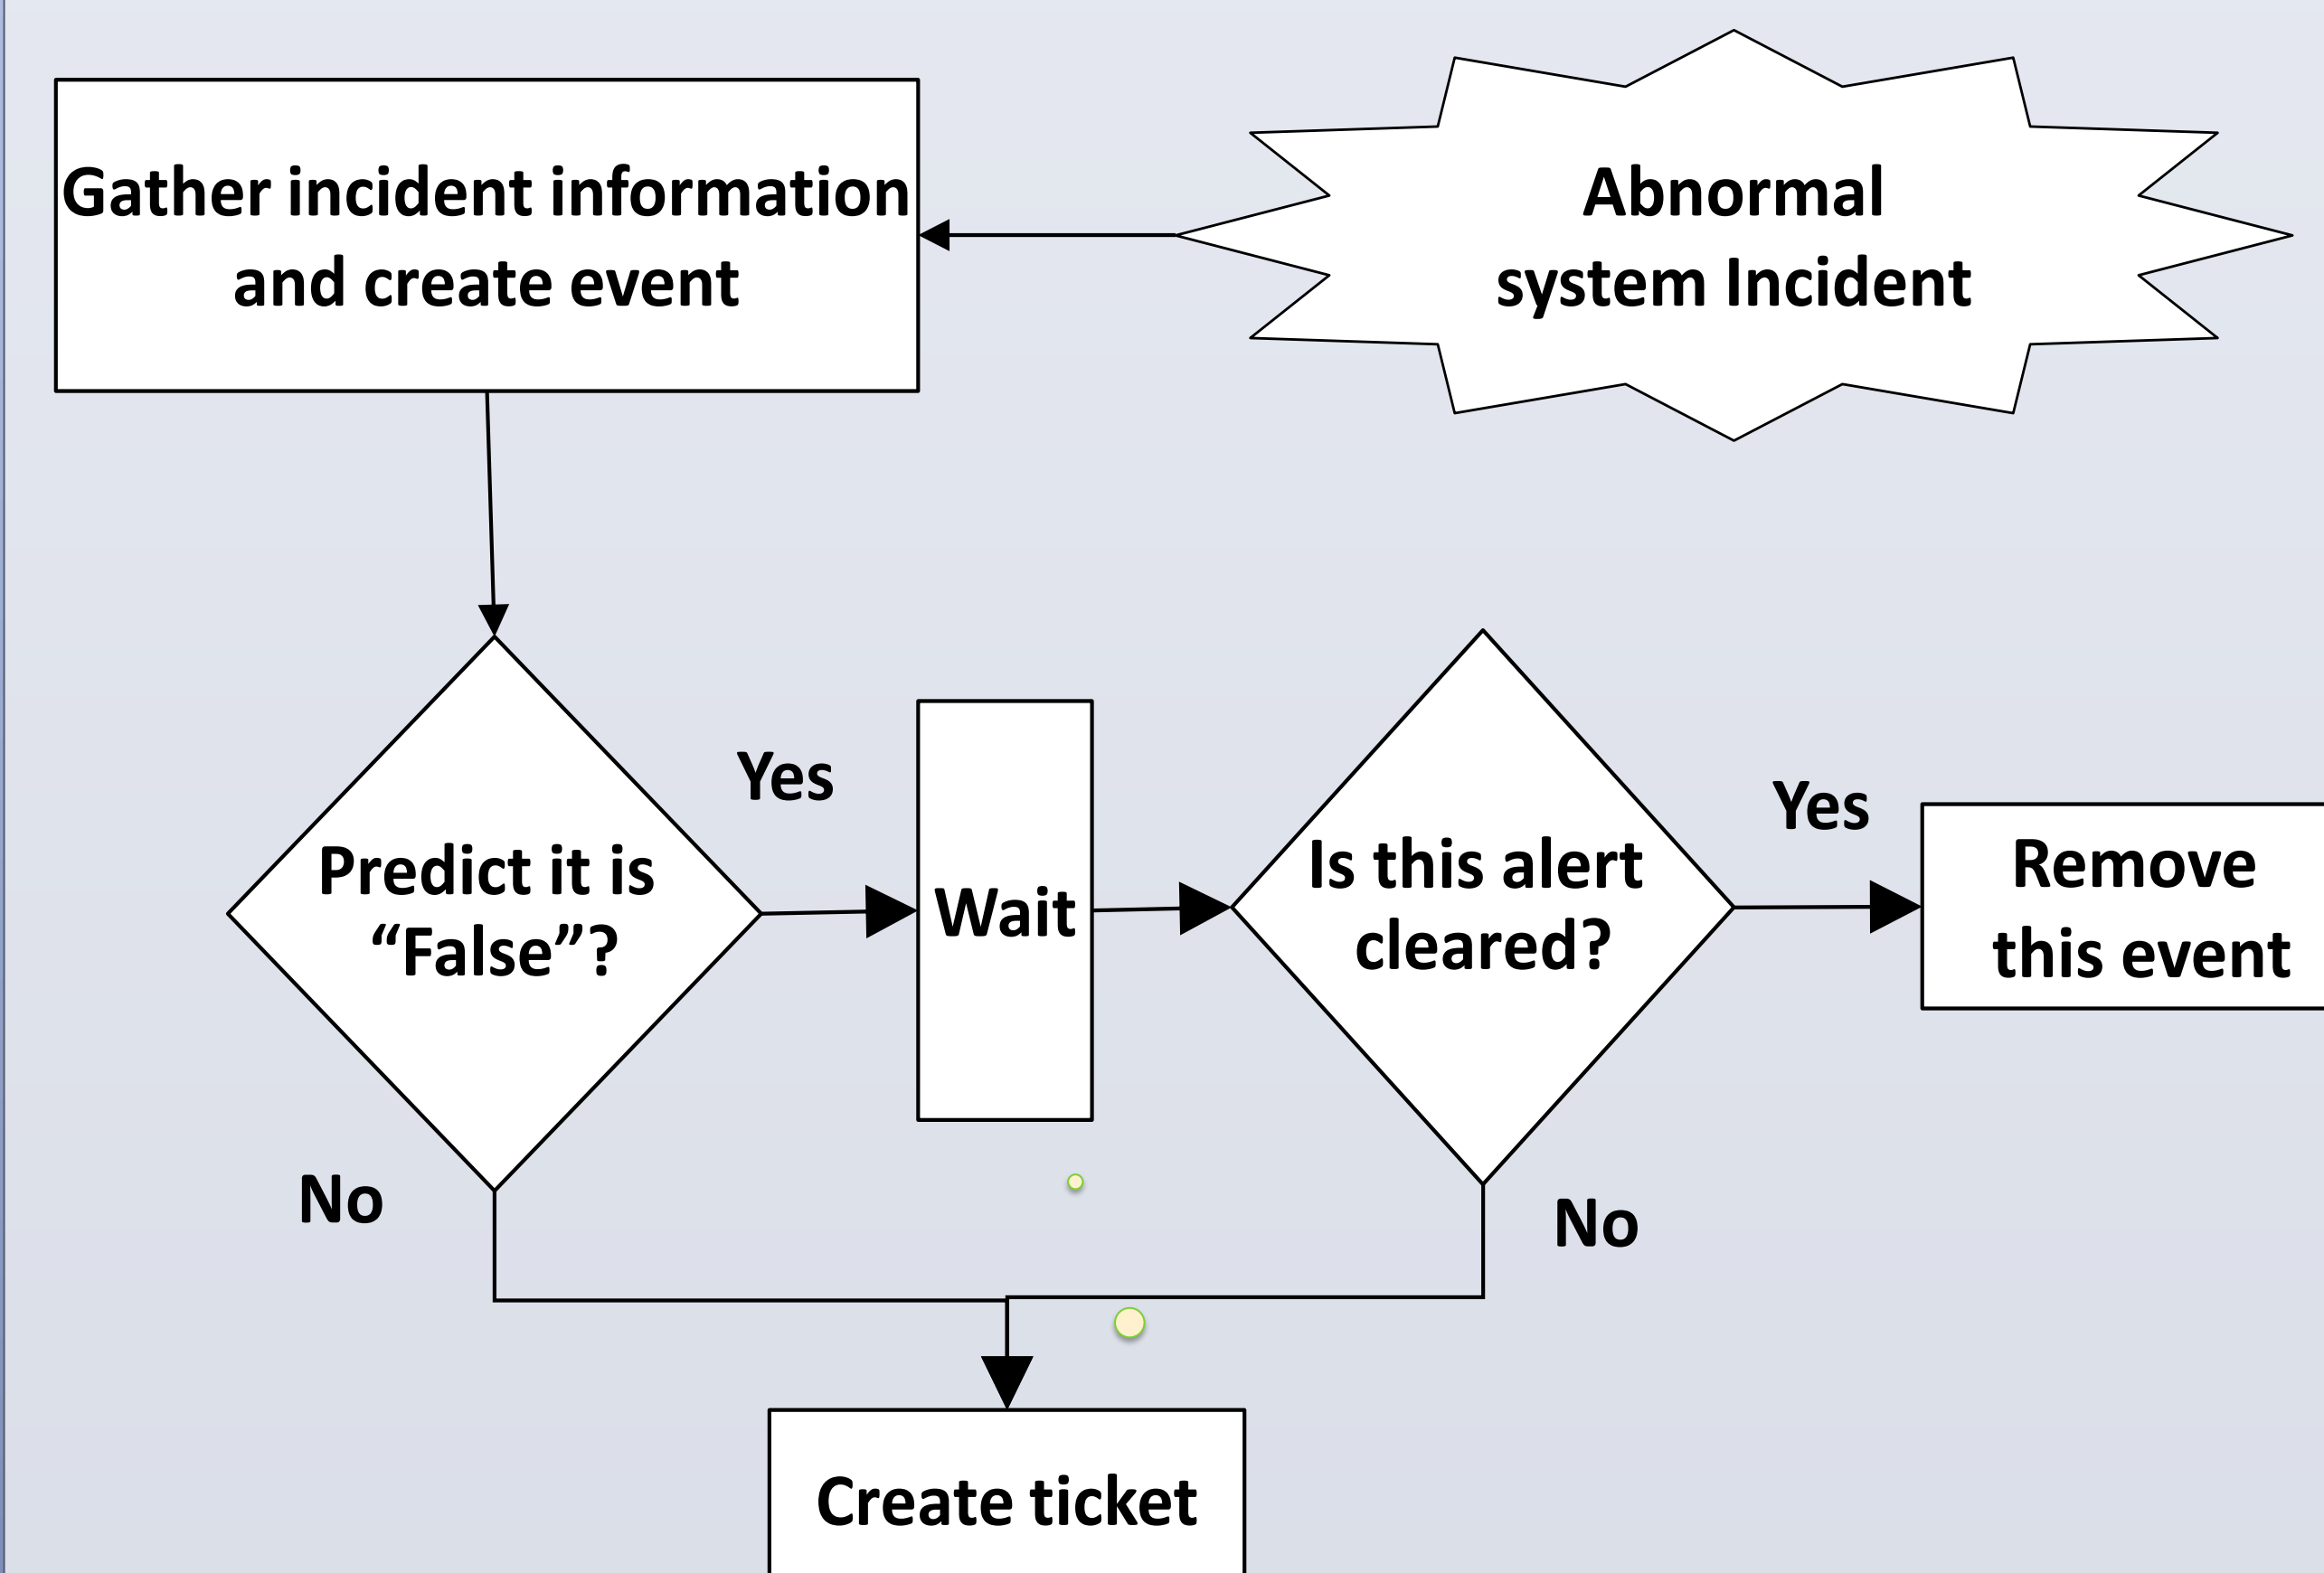 Gather incident information
and create event
Abnormal
system Incident
Predict it is
“False”?
Yes
Wait
Is this alert
cleared?
Yes
Remove
this event
No
No
Create ticket